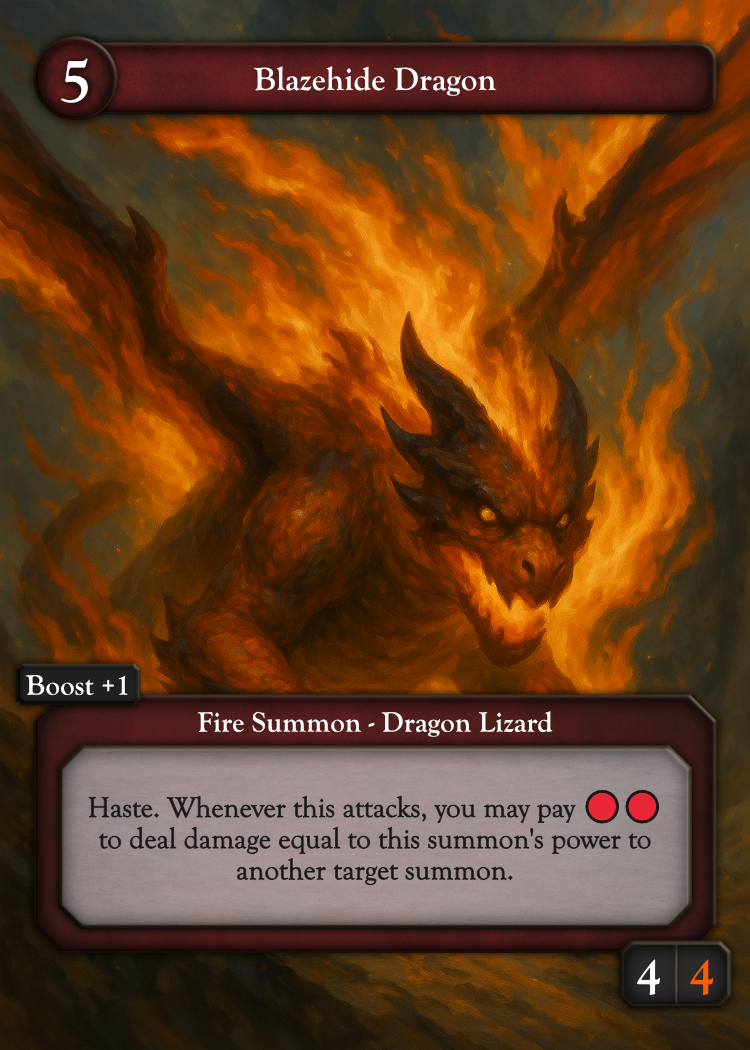 5
Blazehide Dragon
Boost +1
Fire Summon - Dragon Lizard
Haste. Whenever this attacks, you may pay
to deal damage equal to this summon's power to
another target summon.
4 4